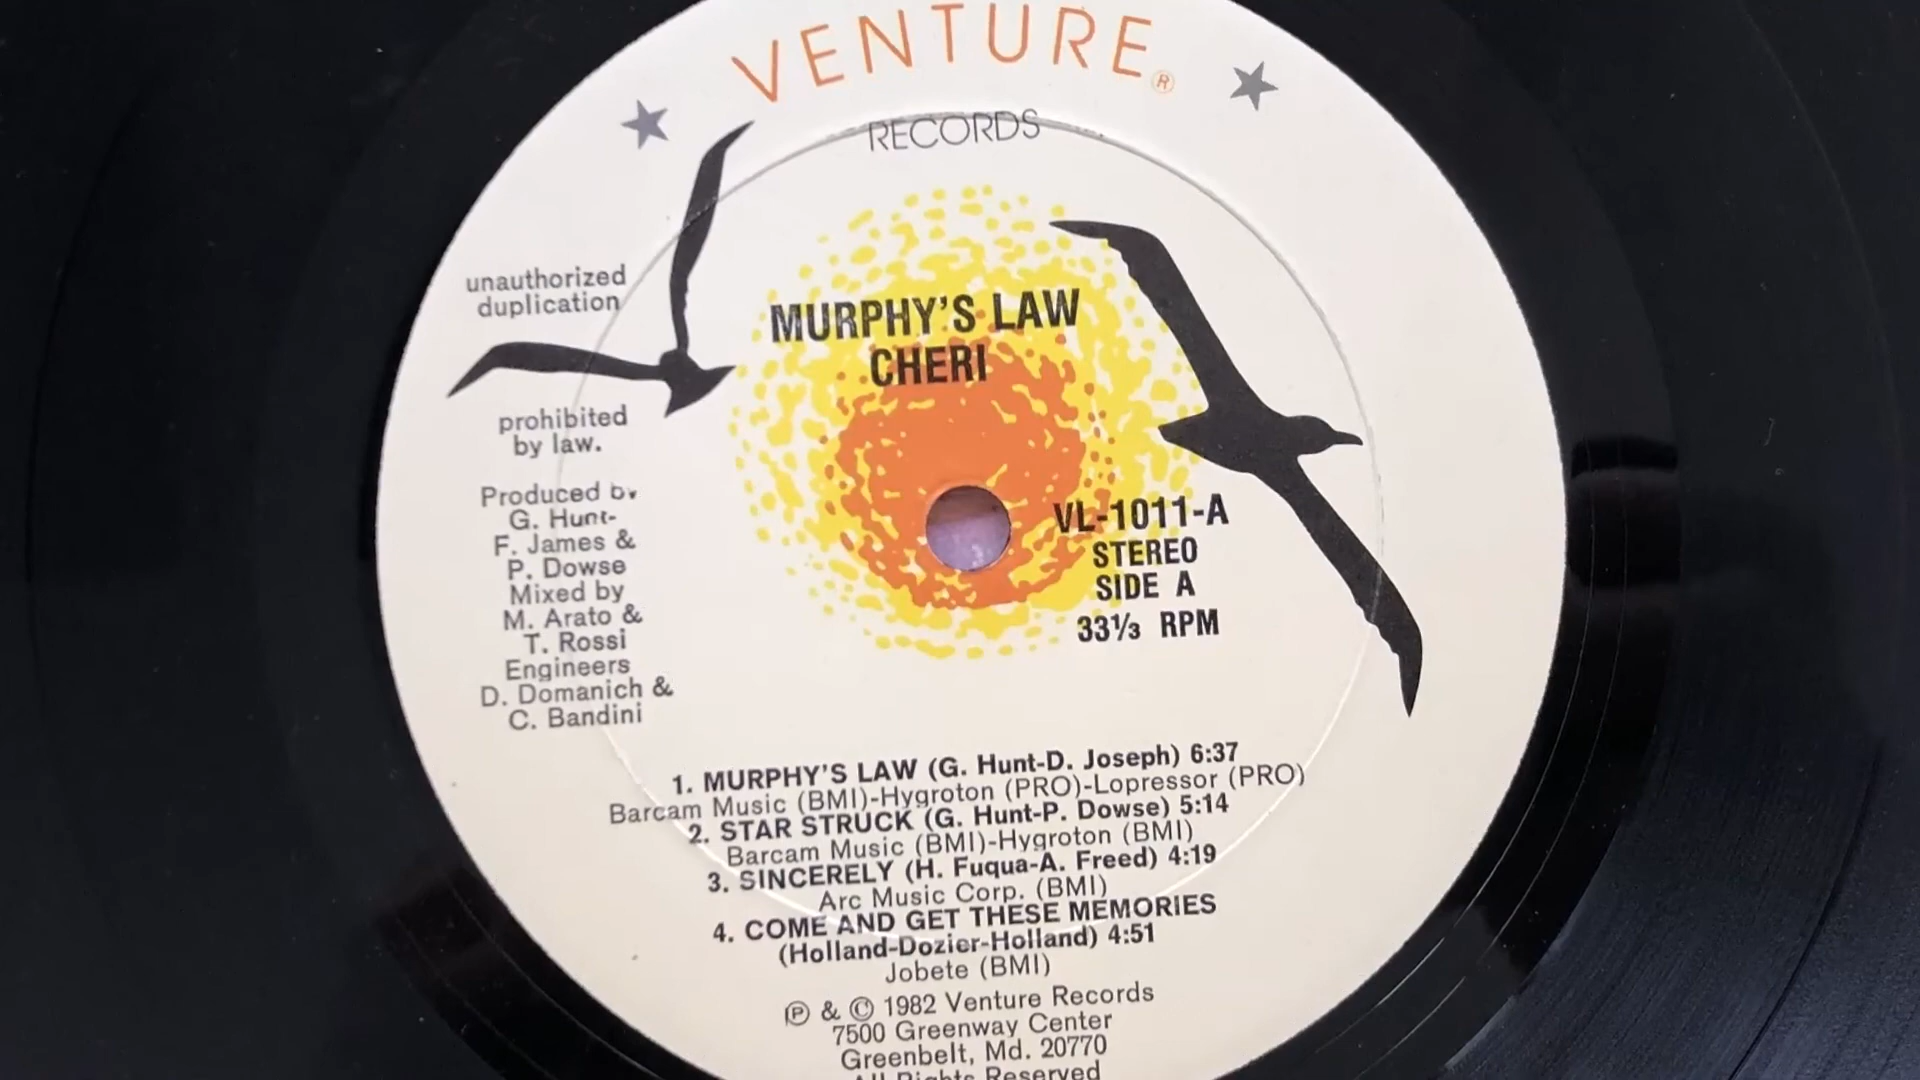 VENTURE®
RECORDS
unauthorized
duplication
prohibited
by law.
Produced by
G. Hunt-
F. James &
P. Dowse
Mixed by
M. Arato &
T. Rossi
Engineers
D. Domanich &
C. Bandini
MURPHY'S LAW
CHERI
VL-1011-A
STEREO
SIDE A
33⅓ RPM
1. MURPHY'S LAW (G. Hunt-D. Joseph) 6:37
Barcam Music (BMI)-Hygroton (PRO)-Lopressor (PRO)
2. STAR STRUCK (G. Hunt-P. Dowse) 5:14
Barcam Music (BMI)-Hygroton (BMI)
3. SINCERELY (H. Fuqua-A. Freed) 4:19
Arc Music Corp. (BMI)
4. COME AND GET THESE MEMORIES
(Holland-Dozier-Holland) 4:51
Jobete (BMI)
℗ & © 1982 Venture Records
7500 Greenway Center
Greenbelt, Md. 20770
All Rights Reserved